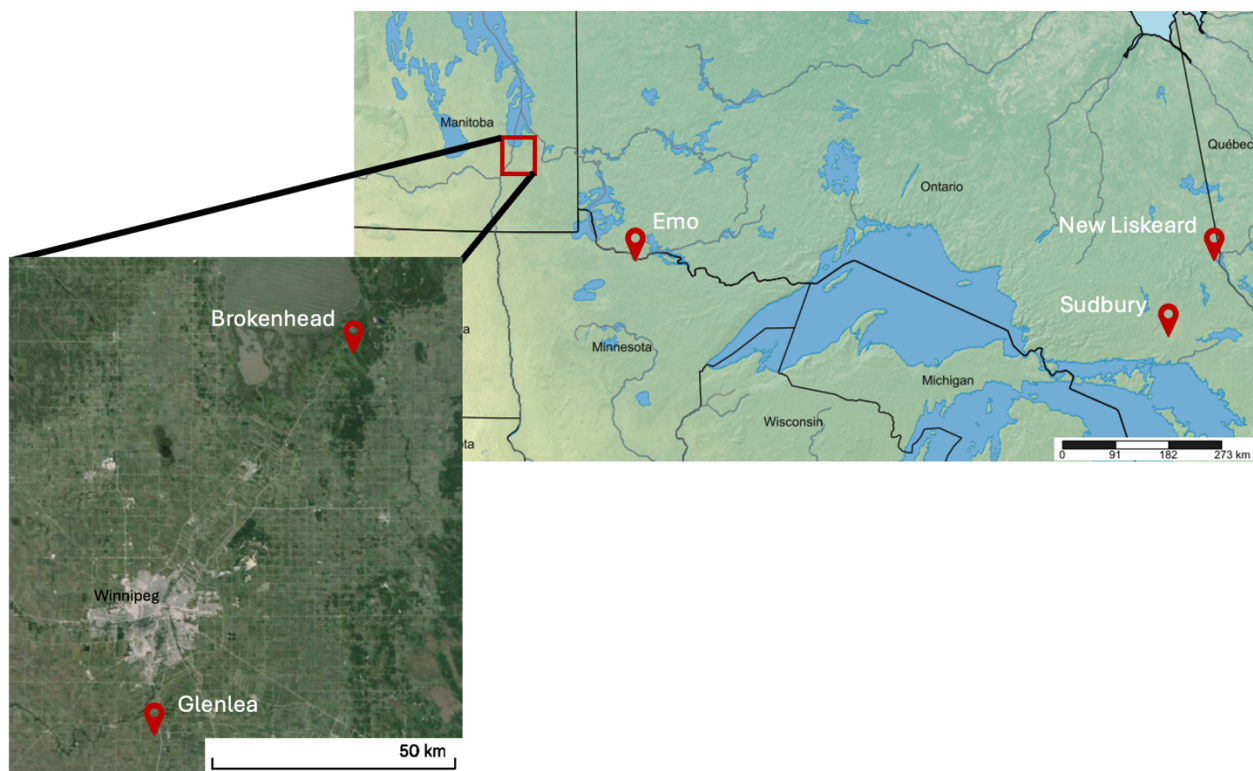 Manitoba
Québec
Ontario
Emo
New Liskeard
Sudbury
Minnesota
Michigan
Wisconsin
ta
0 91 182 273 km
Brokenhead
Winnipeg
Glenlea
50 km